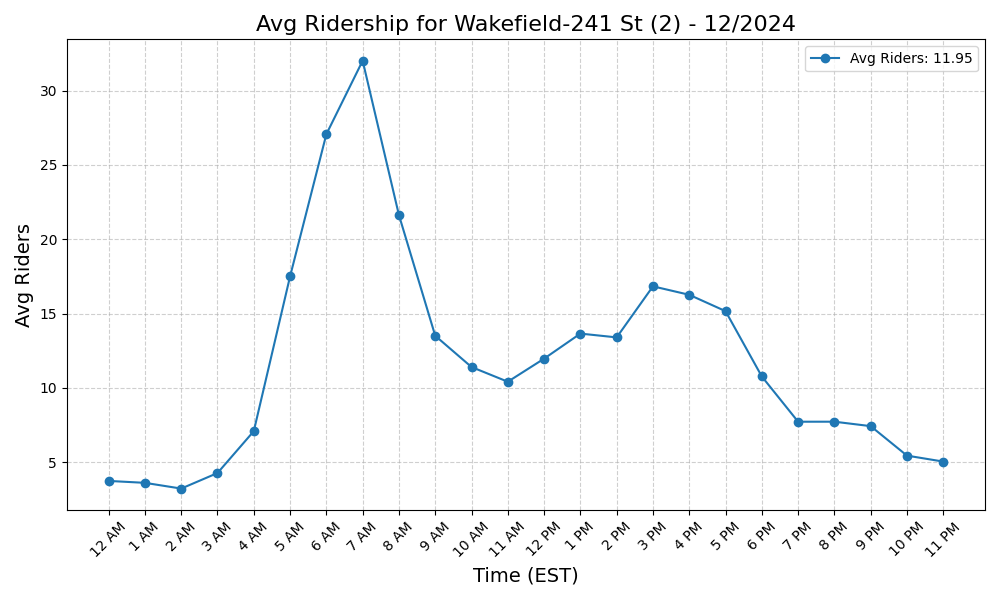 Avg Ridership for Wakefield-241 St (2) - 12/2024
Avg Riders: 11.95
Avg Riders
30
25
20
15
10
5
12 AM
1 AM
2 AM
3 AM
4 AM
5 AM
6 AM
7 AM
8 AM
9 AM
10 AM
11 AM
12 PM
1 PM
2 PM
3 PM
4 PM
5 PM
6 PM
7 PM
8 PM
9 PM
10 PM
11 PM
Time (EST)